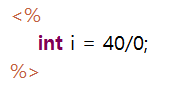 <%
int i = 40/0;
%>